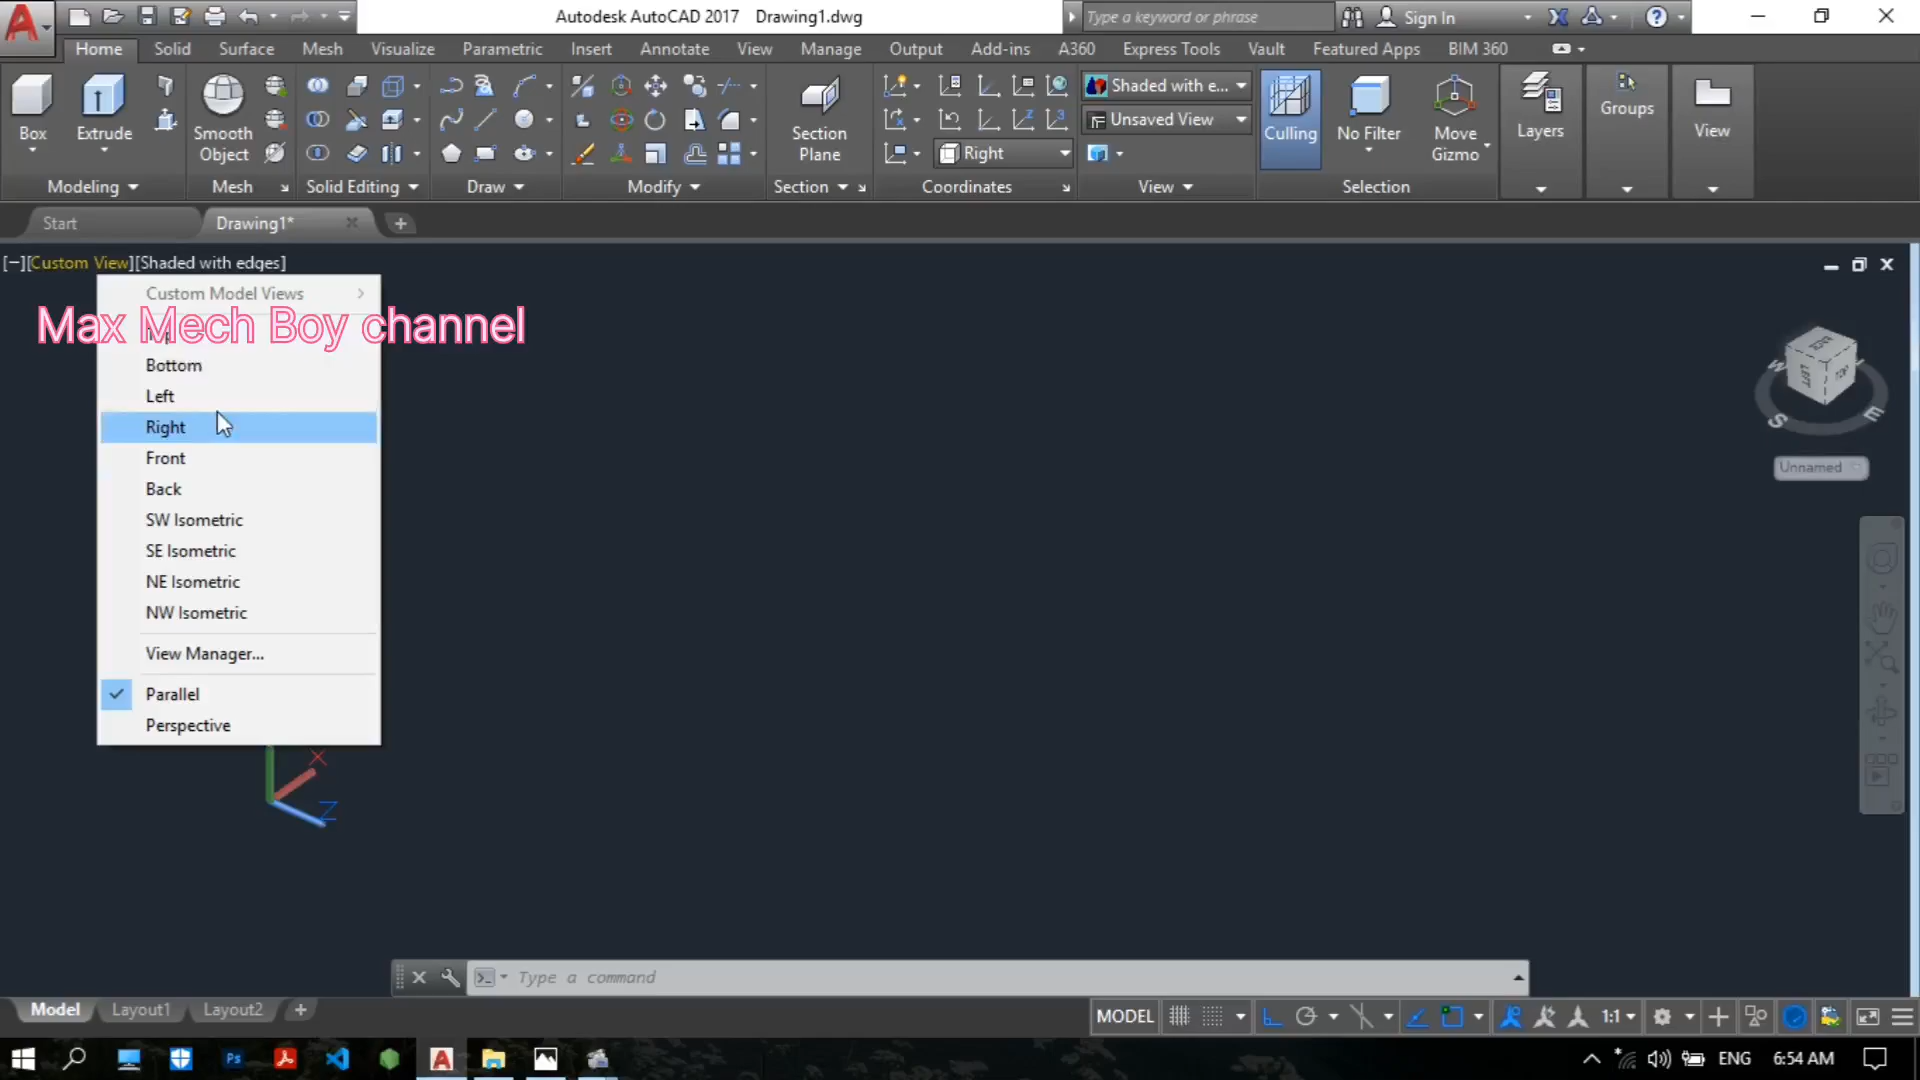 Autodesk AutoCAD 2017 Drawing1.dwg
Type a keyword or phrase
Sign In
Home Solid Surface Mesh Visualize Parametric Insert Annotate View Manage Output Add-ins A360 Express Tools Vault Featured Apps BIM 360
Box
Extrude
Smooth
Object
Section
Plane
Shaded with e...
Unsaved View
Right
Culling
No Filter
Move
Gizmo
Layers
Groups
View
Modeling Mesh Solid Editing Draw Modify Section Coordinates View Selection
Start Drawing1*
[−][Custom View][Shaded with edges]
Custom Model Views
Max Mech Boy channel
Bottom
Left
Right
Front
Back
SW Isometric
SE Isometric
NE Isometric
NW Isometric
View Manager...
Parallel
Perspective
LEFT
TOP
W
S
E
Unnamed
X
Z
Type a command
Model Layout1 Layout2
MODEL
1:1
Ps
ENG
6:54 AM